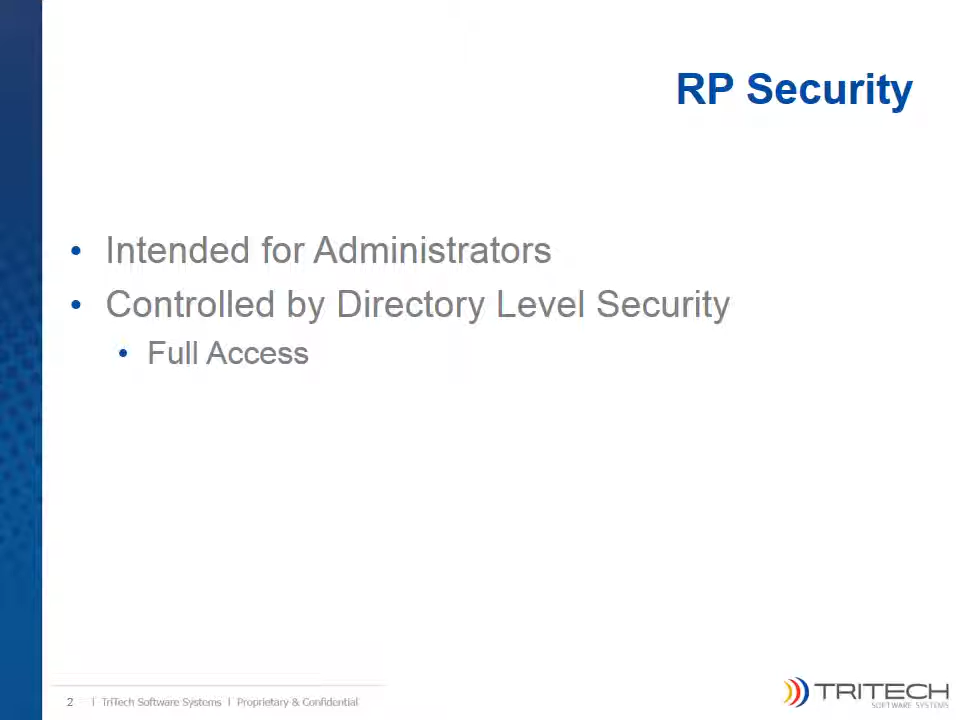 RP Security
• Intended for Administrators
• Controlled by Directory Level Security
• Full Access
2 | TriTech Software Systems | Proprietary & Confidential
TRITECH
SOFTWARE SYSTEMS